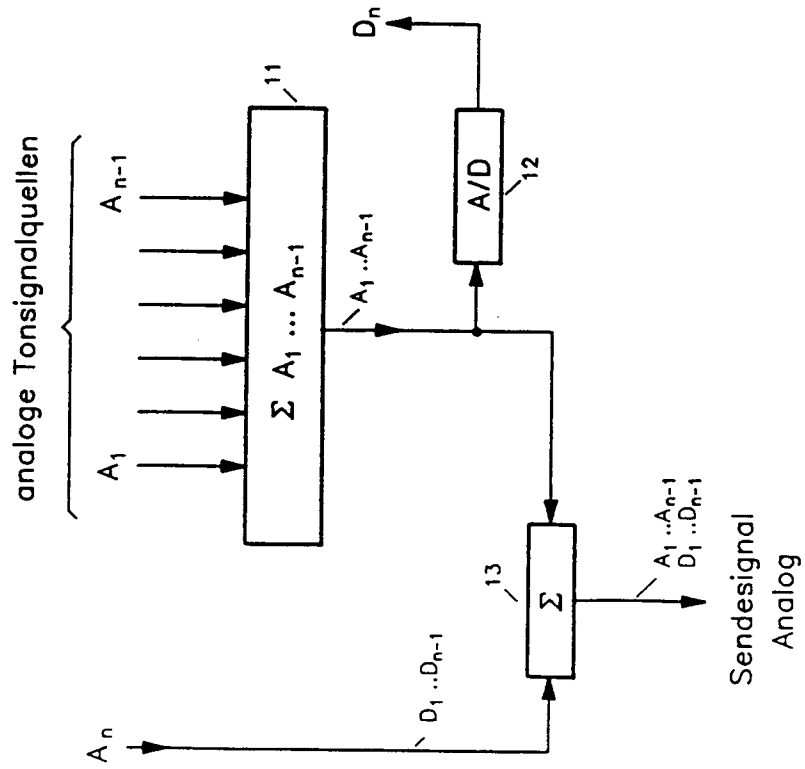 analoge Tonsignalquellen
A₁
Aₙ₋₁
11
Σ A₁ ... Aₙ₋₁
A₁ ..Aₙ₋₁
A/D
12
Dₙ
Aₙ
D₁ ..Dₙ₋₁
13
Σ
A₁ ..Aₙ₋₁
D₁ ..Dₙ₋₁
Sendesignal
Analog